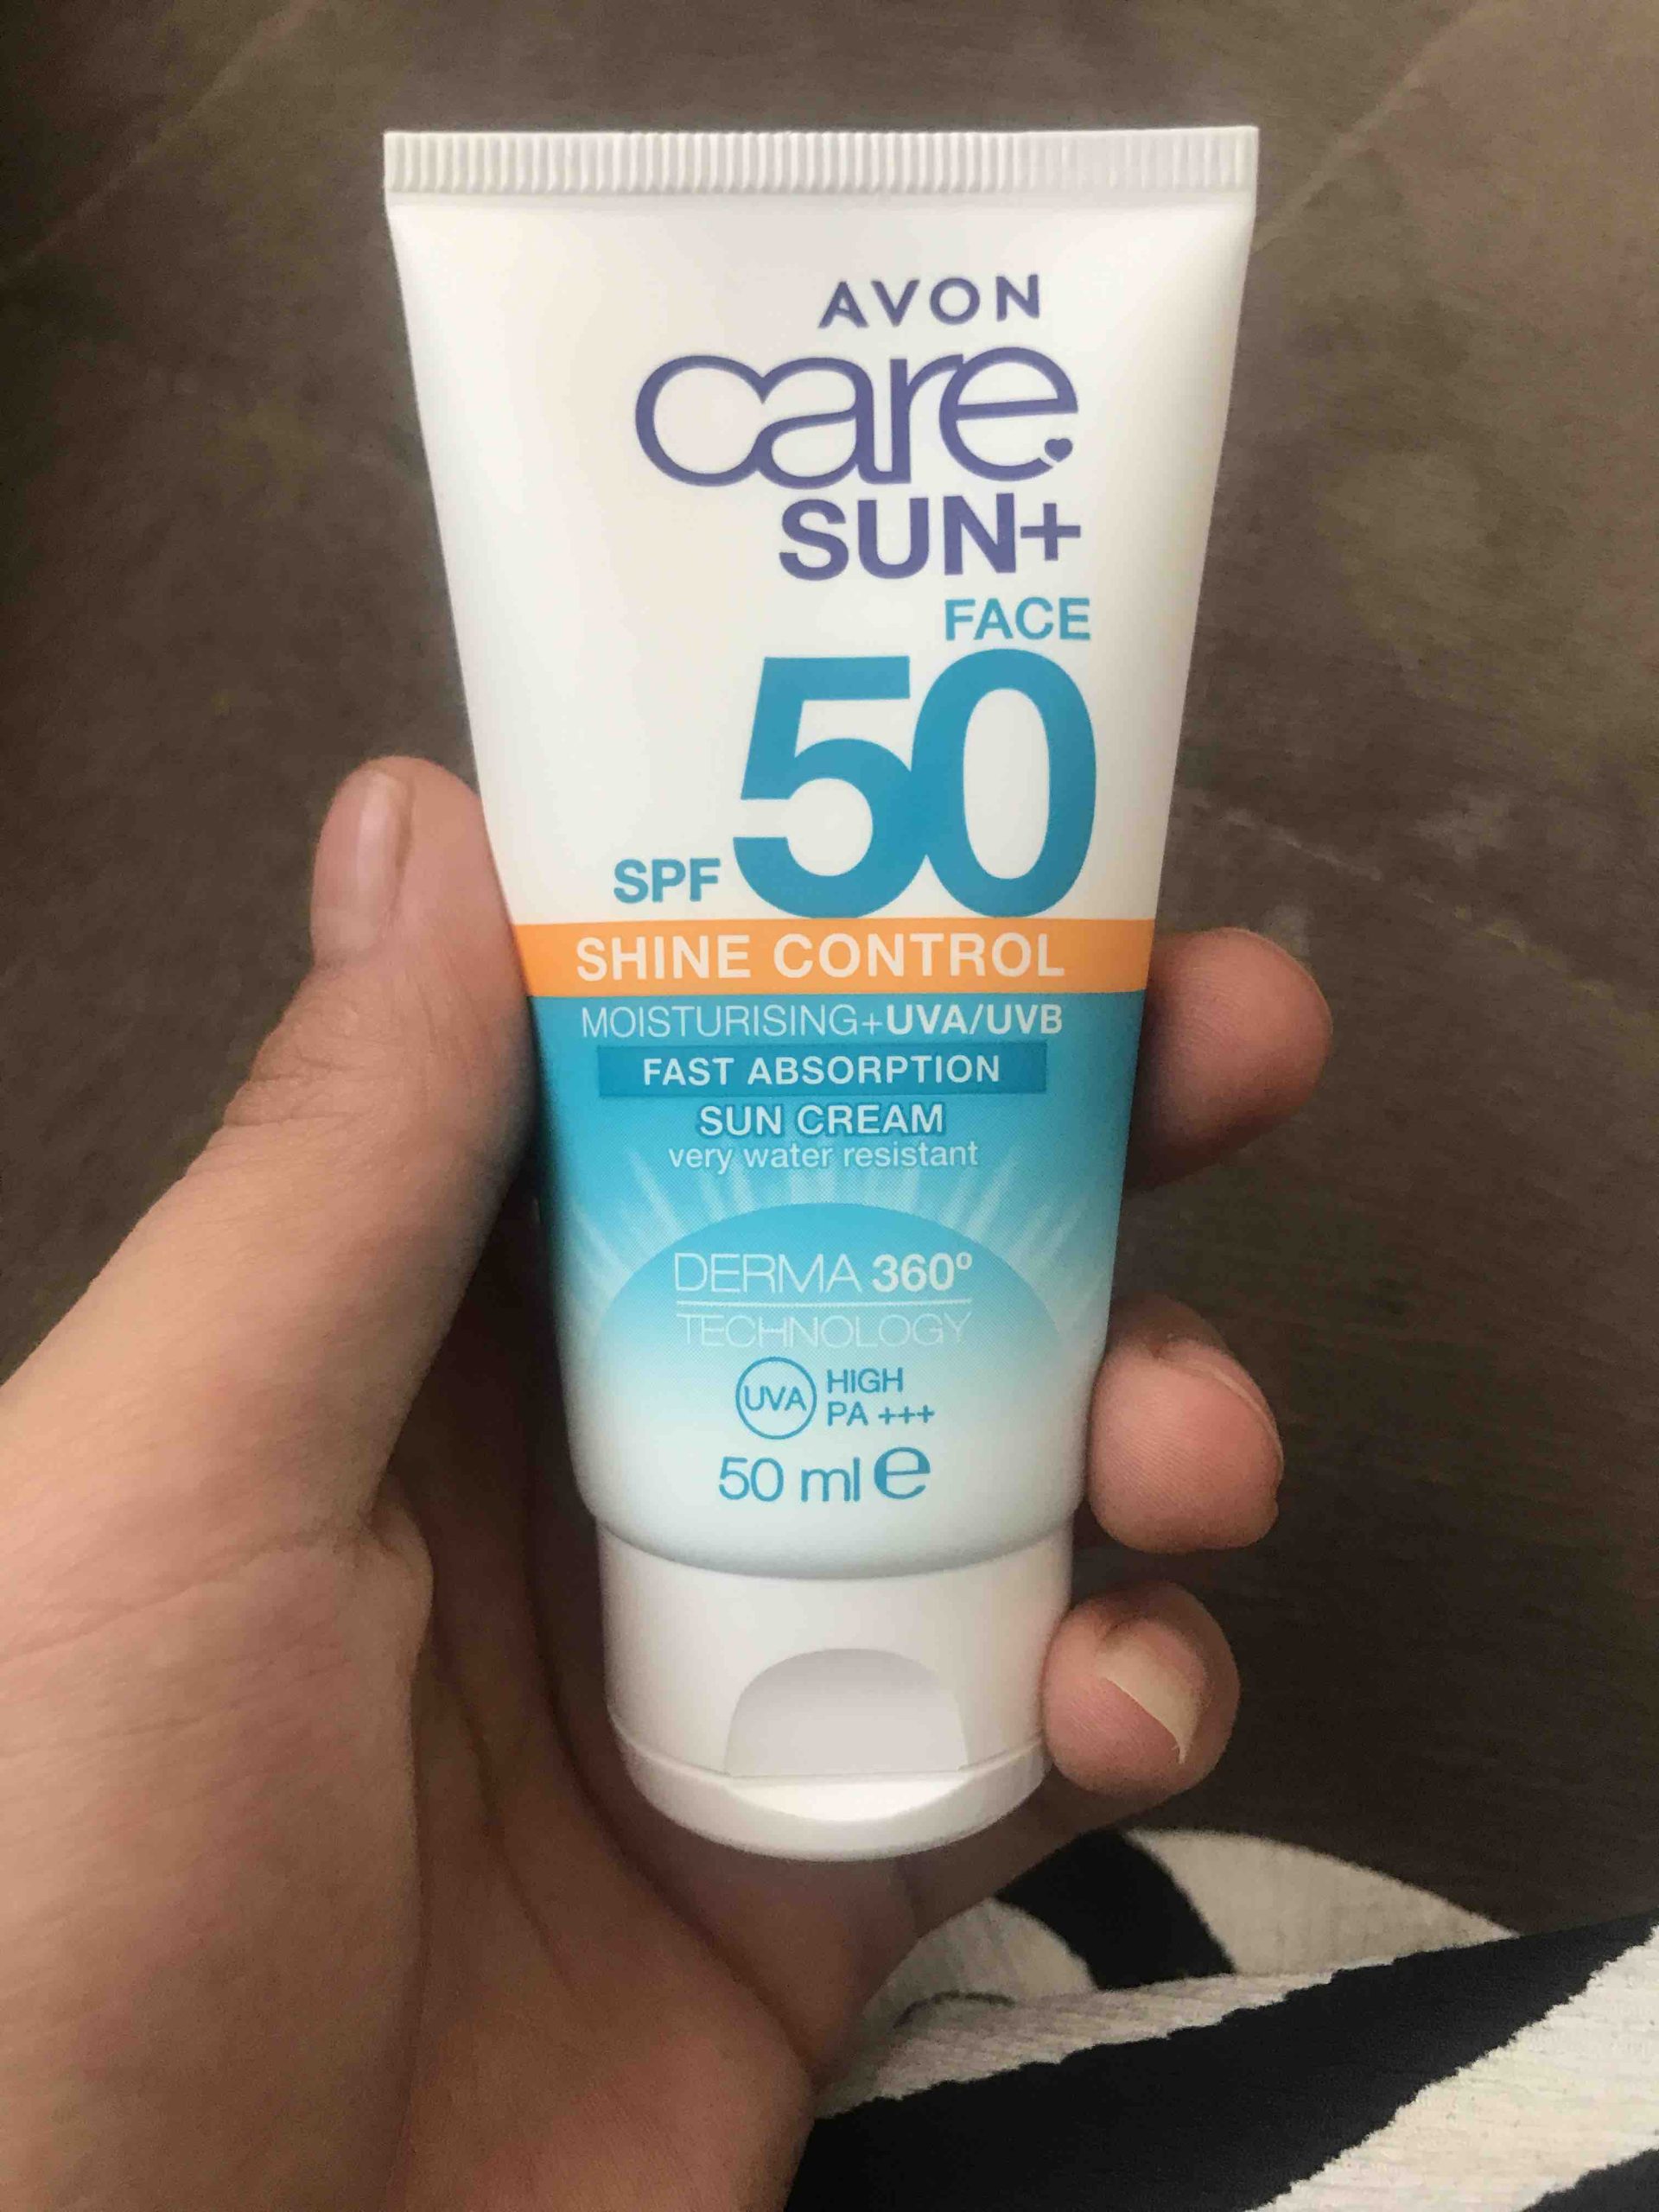 AVON
care
SUN+
FACE
SPF 50
SHINE CONTROL
MOISTURISING+UVA/UVB
FAST ABSORPTION
SUN CREAM
very water resistant
DERMA 360º
TECHNOLOGY
UVA HIGH
PA +++
50 ml e